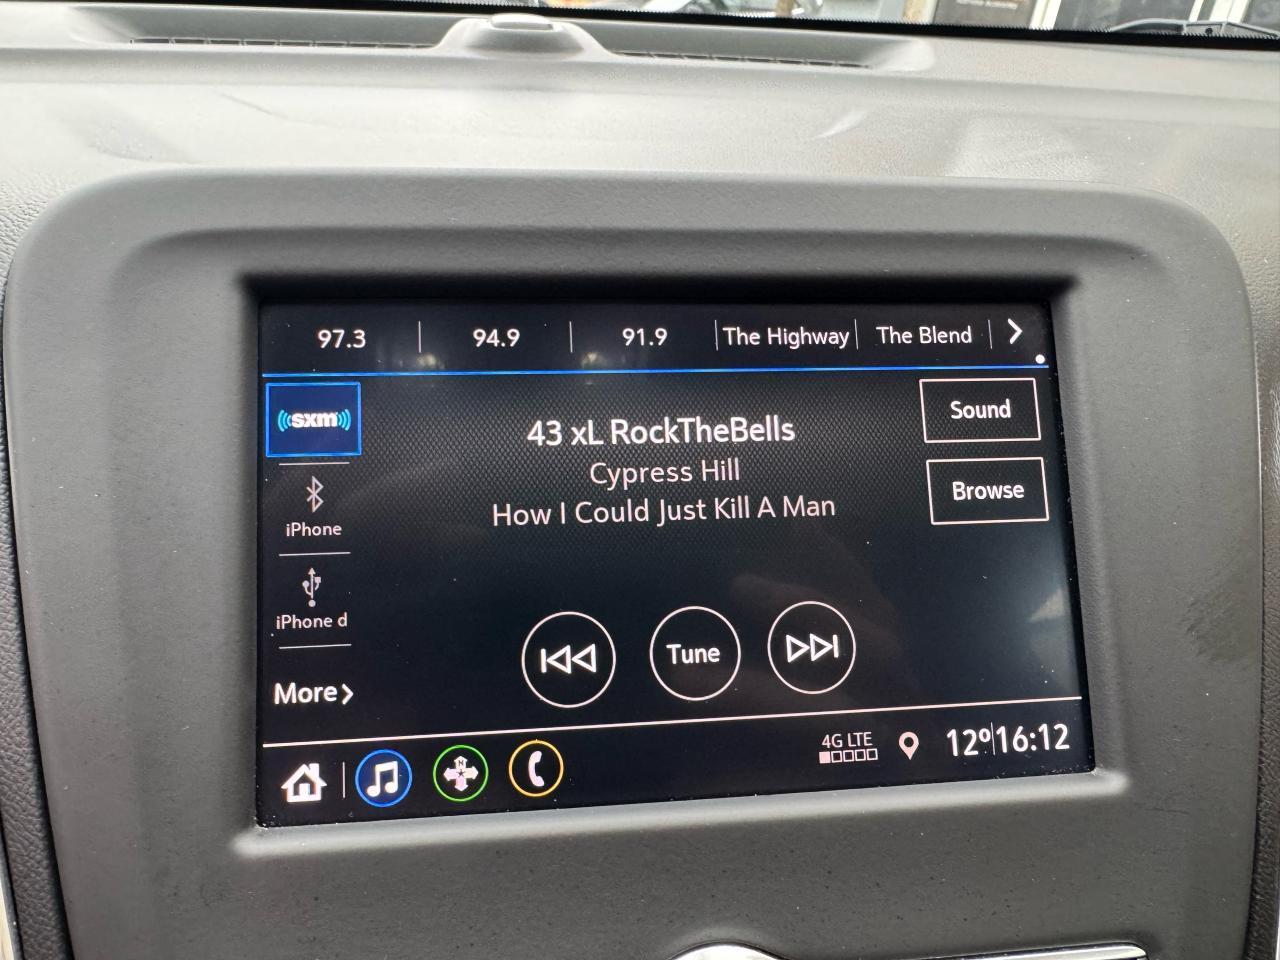 97.3 94.9 91.9 The Highway The Blend
sxm
43 xL RockTheBells
Sound
Cypress Hill
How I Could Just Kill A Man
Browse
iPhone
iPhone d
More
Tune
4G LTE
12° 16:12
N